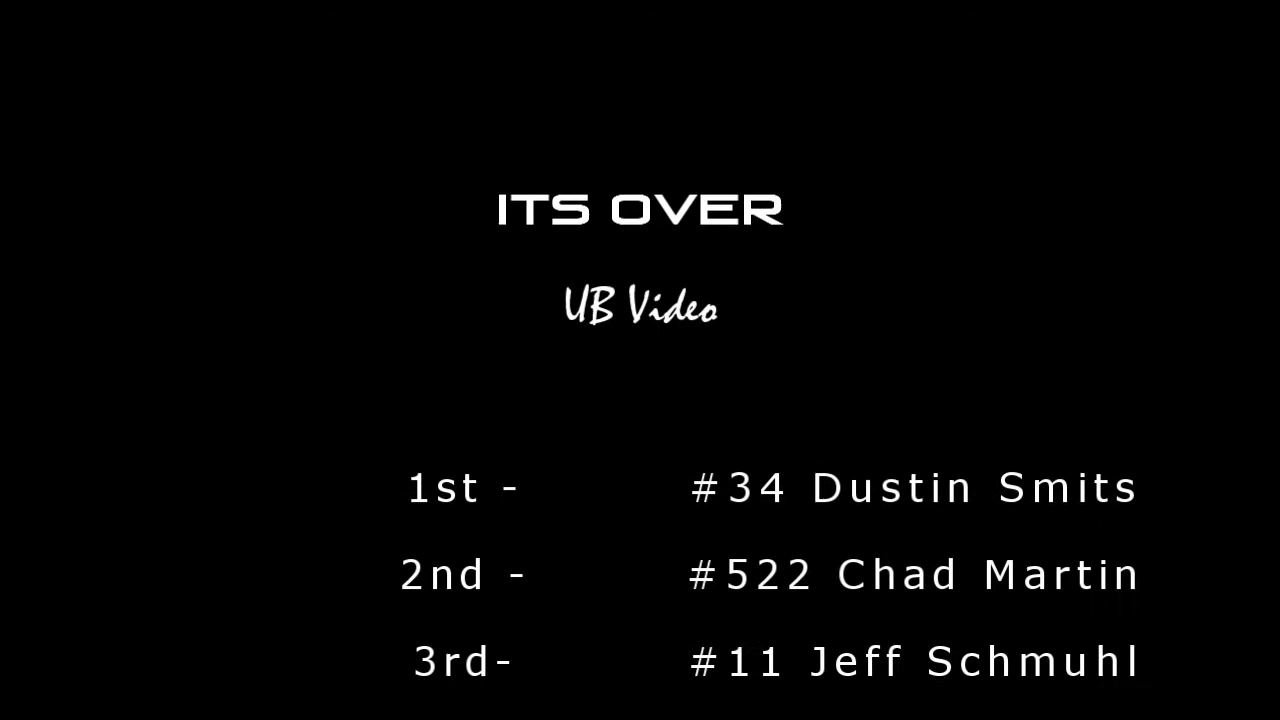 ITS OVER
UB Video
1st - #34 Dustin Smits
2nd - #522 Chad Martin
3rd- #11 Jeff Schmuhl